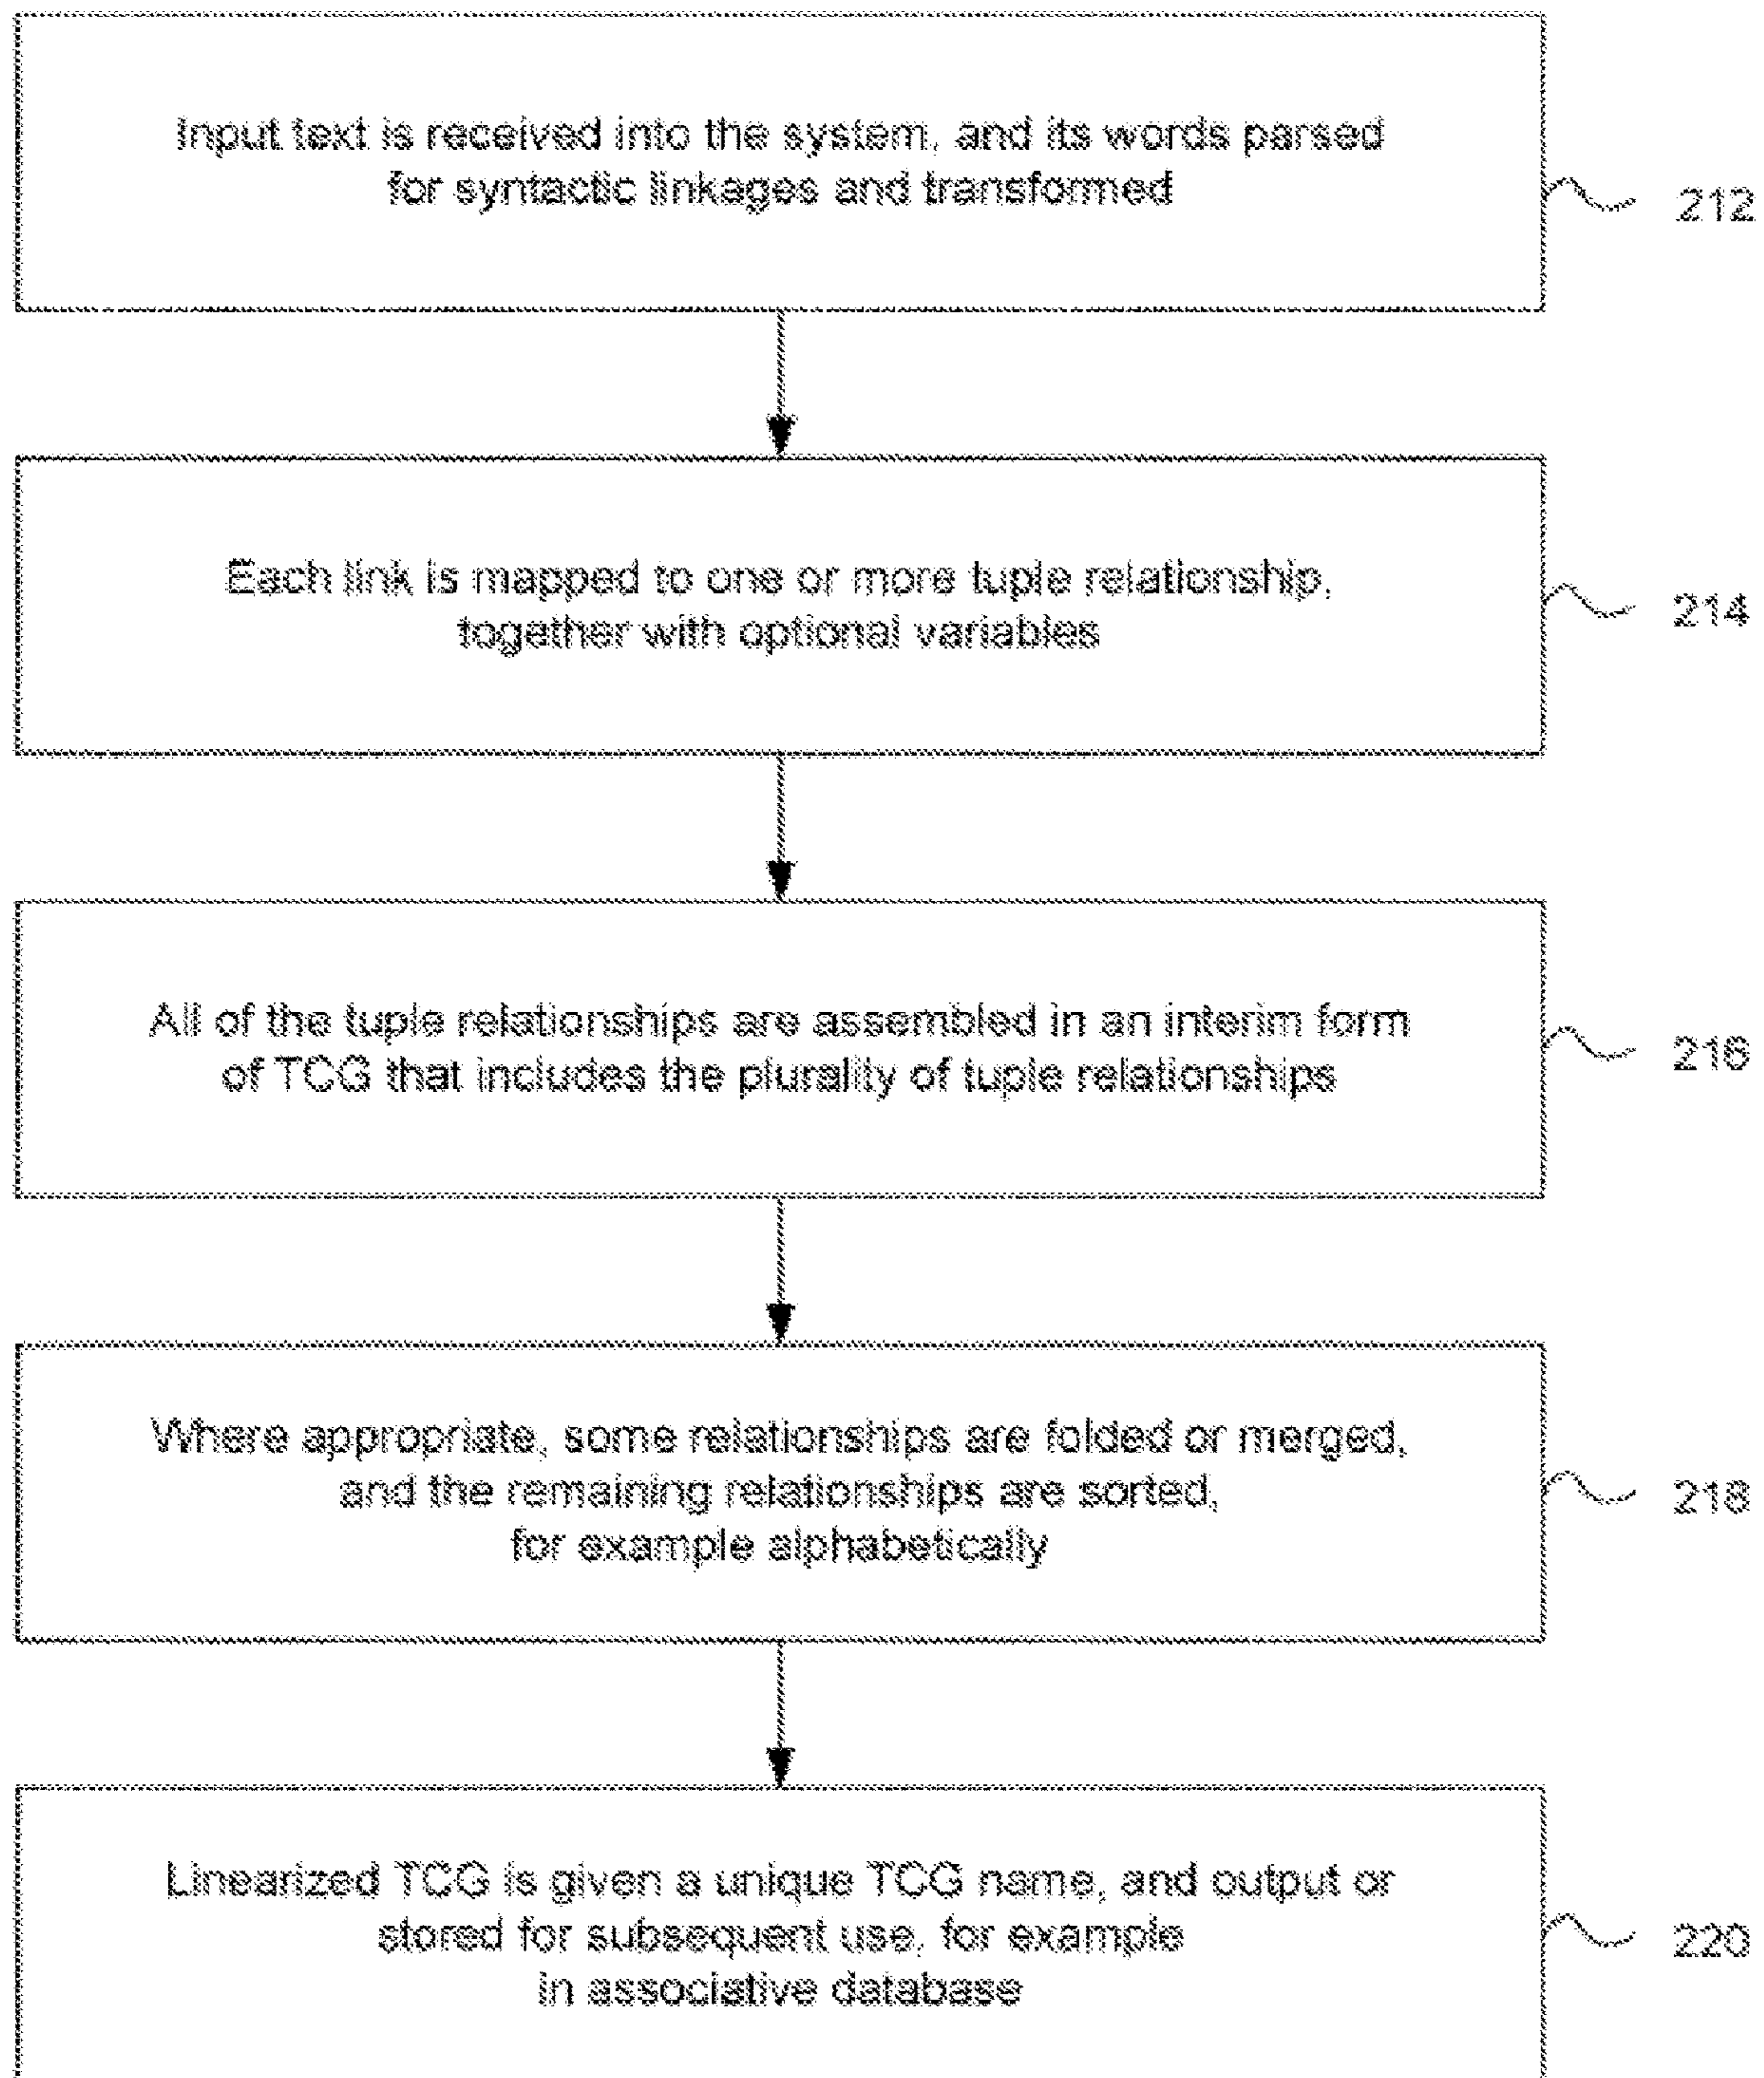 Input text is received into the system, and its words parsed
for syntactic linkages and transformed
212
Each link is mapped to one or more tuple relationship,
together with optional variables
214
All of the tuple relationships are assembled in an interim form
of TCG that includes the plurality of tuple relationships
216
Where appropriate, some relationships are folded or merged,
and the remaining relationships are sorted,
for example alphabetically
218
Linearized TCG is given a unique TCG name, and output or
stored for subsequent use, for example
in associative database
220